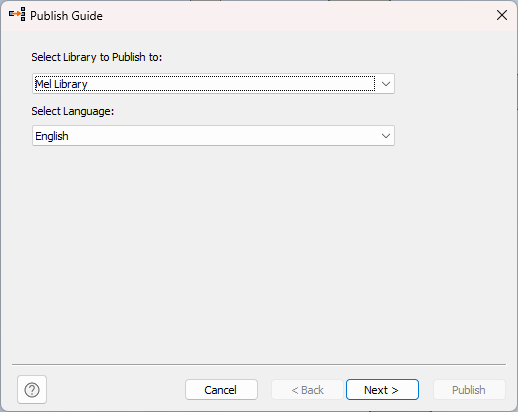 Publish Guide
Select Library to Publish to:
Mel Library
Select Language:
English
?
Cancel
< Back
Next >
Publish